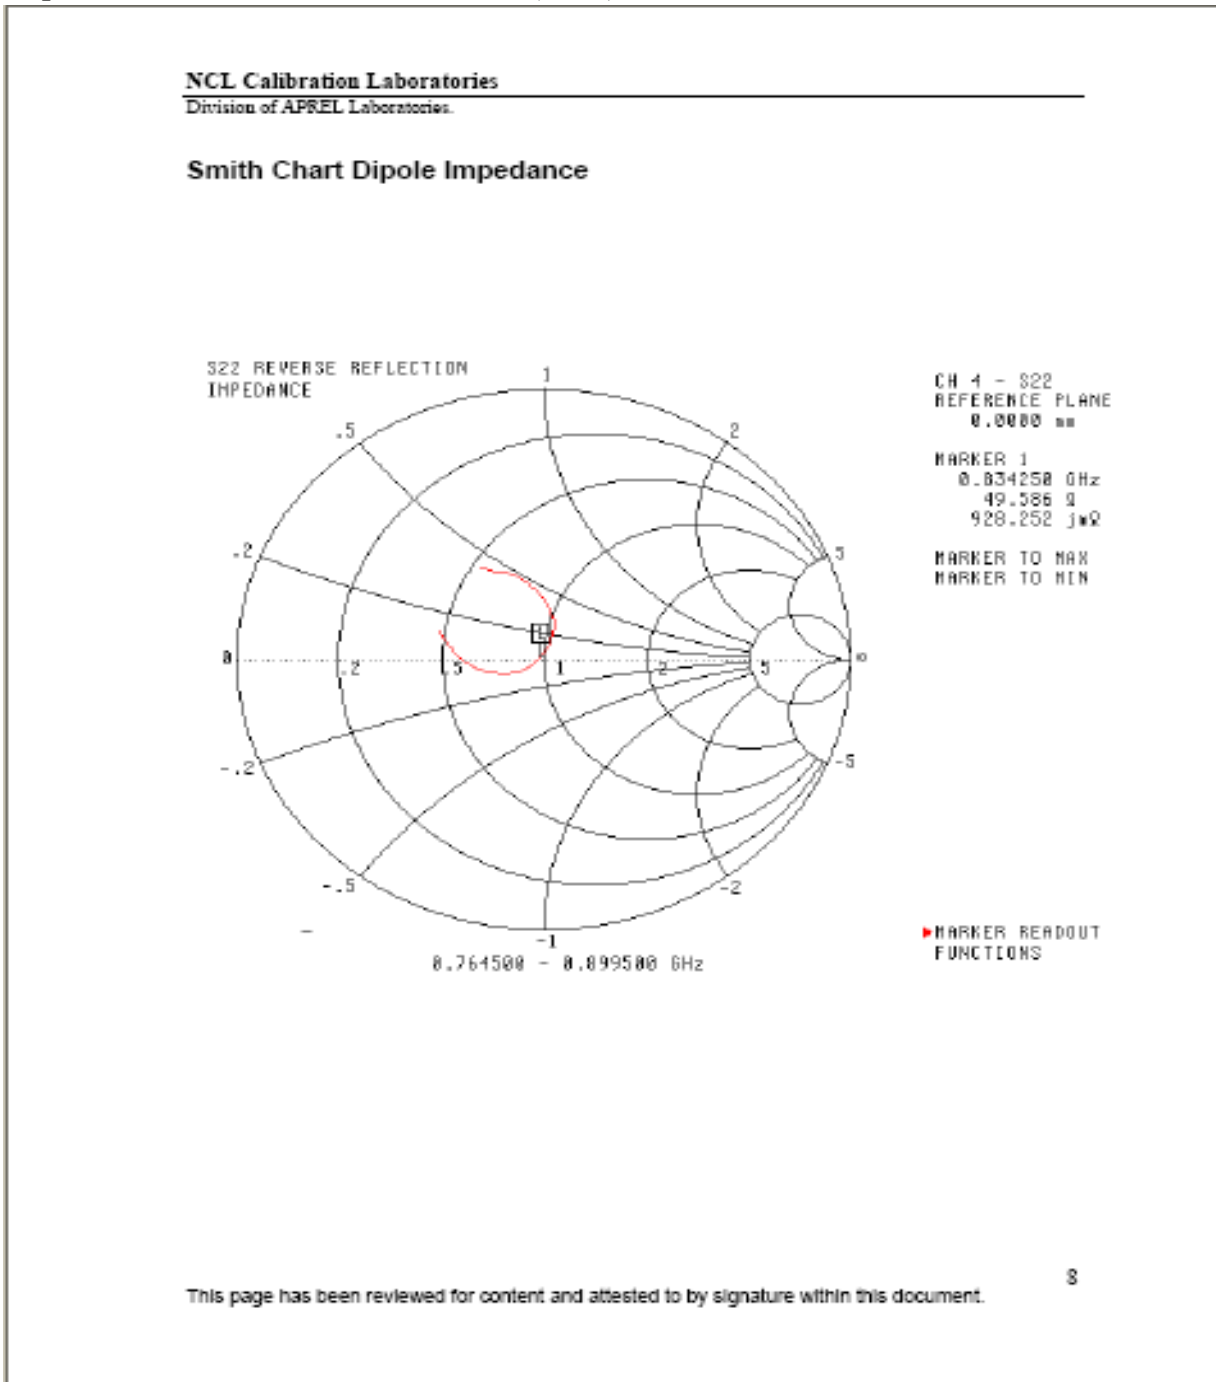 NCL Calibration Laboratories
Division of APREL Laboratories.
Smith Chart Dipole Impedance
S22 REVERSE REFLECTION
IMPEDANCE
CH 4 - S22
REFERENCE PLANE
0.0000 mm
MARKER 1
0.834250 GHz
49.586 Ω
928.252 jmΩ
MARKER TO MAX
MARKER TO MIN
1
.5
2
.2
5
0
.2
.5
1
2
5
∞
-.2
-5
-.5
-2
-1
0.764500 - 0.899500 GHz
MARKER READOUT
FUNCTIONS
8
This page has been reviewed for content and attested to by signature within this document.